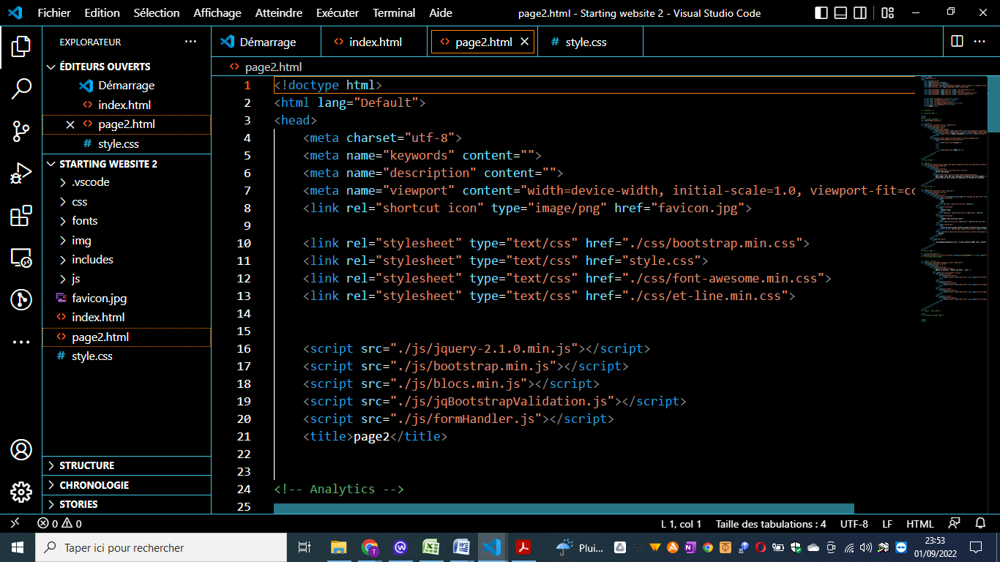 Fichier Edition Sélection Affichage Atteindre Exécuter Terminal Aide page2.html - Starting website 2 - Visual Studio Code
EXPLORATEUR
ÉDITEURS OUVERTS
Démarrage
index.html
page2.html
style.css
STARTING WEBSITE 2
.vscode
css
fonts
img
includes
js
favicon.jpg
index.html
page2.html
style.css
STRUCTURE
CHRONOLOGIE
STORIES
Démarrage index.html page2.html style.css
page2.html
1 <!doctype html>
2 <html lang="Default">
3 <head>
4 <meta charset="utf-8">
5 <meta name="keywords" content="">
6 <meta name="description" content="">
7 <meta name="viewport" content="width=device-width, initial-scale=1.0, viewport-fit=co
8 <link rel="shortcut icon" type="image/png" href="favicon.jpg">
9
10 <link rel="stylesheet" type="text/css" href="./css/bootstrap.min.css">
11 <link rel="stylesheet" type="text/css" href="style.css">
12 <link rel="stylesheet" type="text/css" href="./css/font-awesome.min.css">
13 <link rel="stylesheet" type="text/css" href="./css/et-line.min.css">
14
15
16 <script src="./js/jquery-2.1.0.min.js"></script>
17 <script src="./js/bootstrap.min.js"></script>
18 <script src="./js/blocs.min.js"></script>
19 <script src="./js/jqBootstrapValidation.js"></script>
20 <script src="./js/formHandler.js"></script>
21 <title>page2</title>
22
23
24 <!-- Analytics -->
25
0 0 L 1, col 1 Taille des tabulations : 4 UTF-8 LF HTML
Taper ici pour rechercher Plui... 23:53
01/09/2022